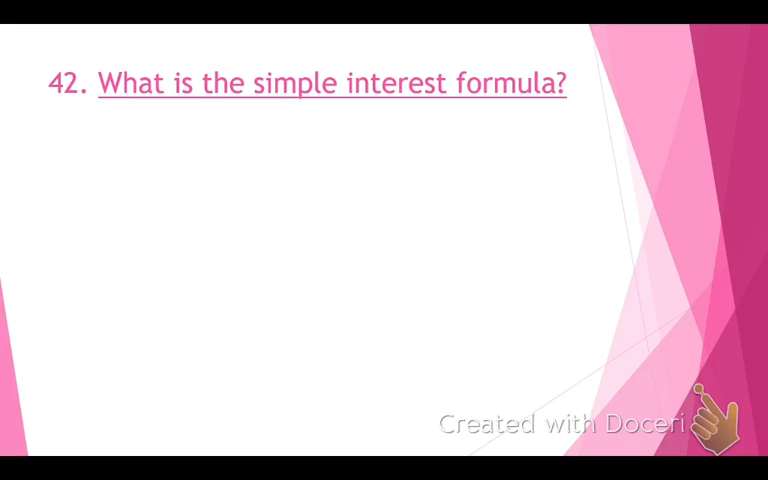 42. What is the simple interest formula?
Created with Doceri